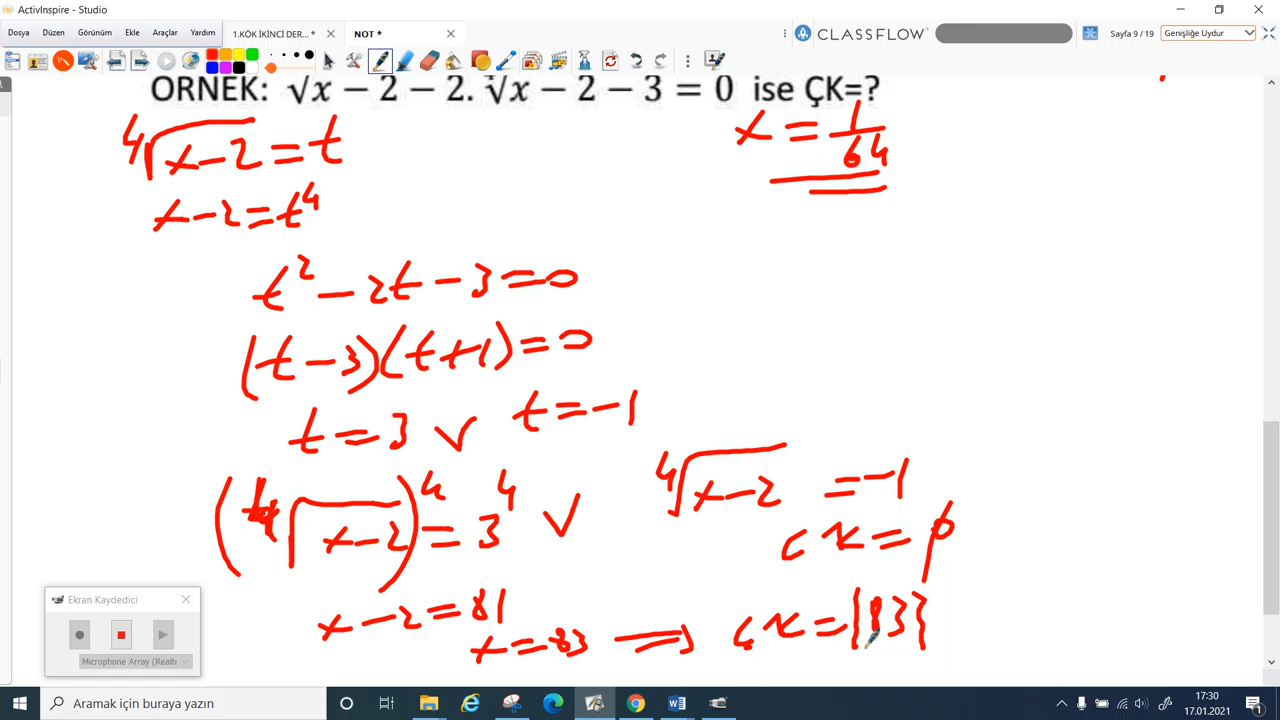 ActivInspire - Studio
Dosya Düzen Görünüm Ekle Araçlar Yardım
1.KÖK İKİNCİ DER...* NOT *
CLASSFLOW
Sayfa 9 / 19 Genişliğe Uydur
ORNEK: √x − 2 − 2. ∜x − 2 − 3 = 0 ise ÇK=?
∜x-2 = t
x = 1/64
x-2 = t⁴
t² - 2t - 3 = 0
(t-3)(t+1) = 0
t = 3 ✓ t = -1
(∜x-2)⁴ = 3⁴ ✓
∜x-2 = -1
ÇK = ∅
x-2 = 81
x = 83 ⟹ ÇK = {83}
Ekran Kaydedici
Microphone Array (Realte
Aramak için buraya yazın
17:30
17.01.2021